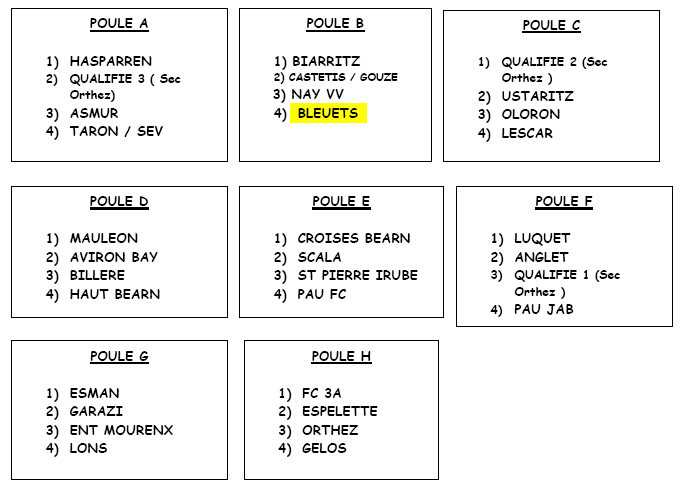 POULE A
1) HASPARREN
2) QUALIFIE 3 ( Sec
Orthez)
3) ASMUR
4) TARON / SEV
POULE B
1) BIARRITZ
2) CASTETIS / GOUZE
3) NAY VV
4) BLEUETS
POULE C
1) QUALIFIE 2 (Sec
Orthez )
2) USTARITZ
3) OLORON
4) LESCAR
POULE D
1) MAULEON
2) AVIRON BAY
3) BILLERE
4) HAUT BEARN
POULE E
1) CROISES BEARN
2) SCALA
3) ST PIERRE IRUBE
4) PAU FC
POULE F
1) LUQUET
2) ANGLET
3) QUALIFIE 1 (Sec
Orthez )
4) PAU JAB
POULE G
1) ESMAN
2) GARAZI
3) ENT MOURENX
4) LONS
POULE H
1) FC 3A
2) ESPELETTE
3) ORTHEZ
4) GELOS